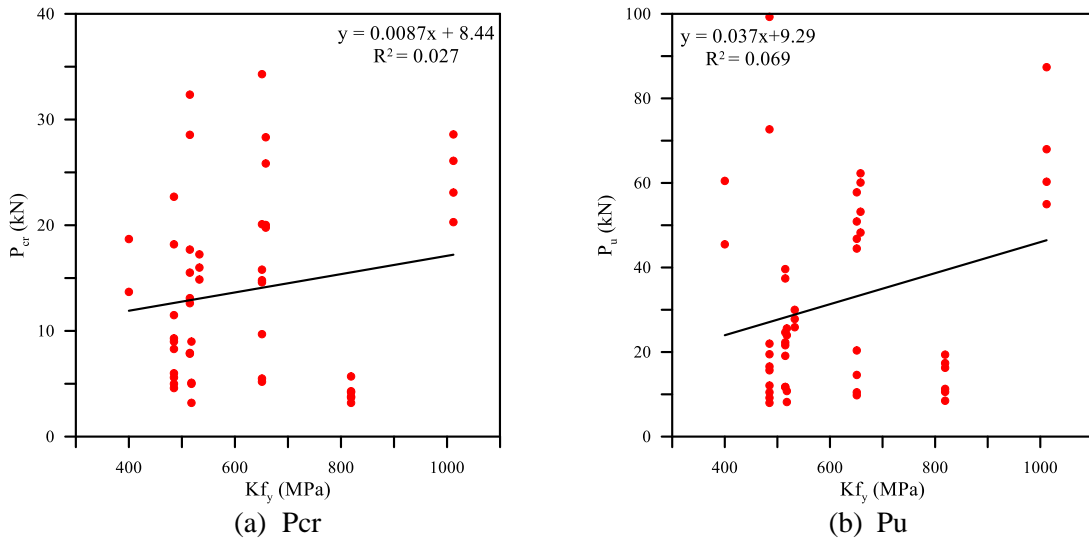 40
30
20
10
0
P_cr (kN)
y = 0.0087x + 8.44
R² = 0.027
400 600 800 1000
Kf_y (MPa)
(a) Pcr
100
80
60
40
20
0
P_u (kN)
y = 0.037x+9.29
R² = 0.069
400 600 800 1000
Kf_y (MPa)
(b) Pu